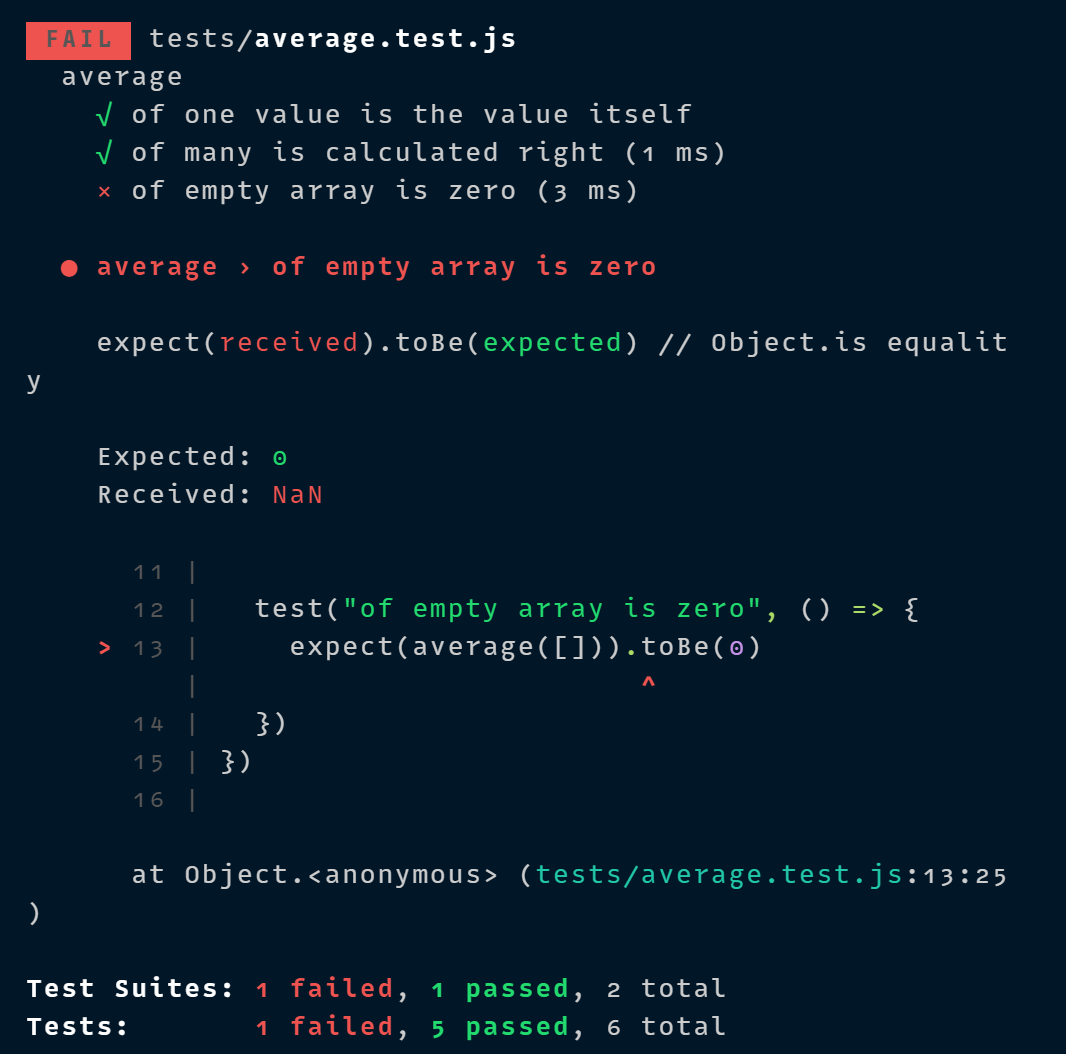 FAIL tests/average.test.js
average
√ of one value is the value itself
√ of many is calculated right (1 ms)
× of empty array is zero (3 ms)
● average › of empty array is zero
expect(received).toBe(expected) // Object.is equalit
y
Expected: 0
Received: NaN
11 |
12 |   test("of empty array is zero", () => {
> 13 |     expect(average([])).toBe(0)
|                          ^
14 |   })
15 | })
16 |
at Object.<anonymous> (tests/average.test.js:13:25
)
Test Suites: 1 failed, 1 passed, 2 total
Tests:       1 failed, 5 passed, 6 total